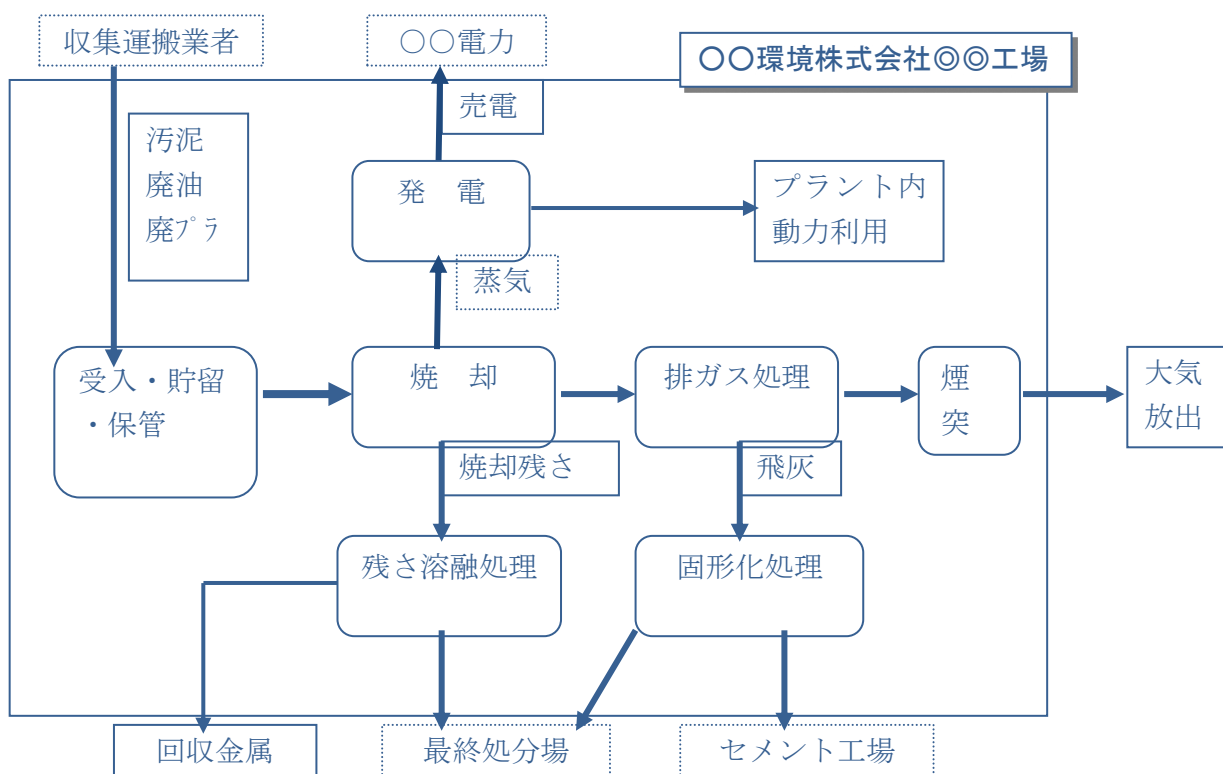 収集運搬業者
〇〇電力
〇〇環境株式会社◎◎工場
売電
汚泥
廃油
廃プラ
発　電
プラント内
動力利用
蒸気
受入・貯留
・保管
焼　却
排ガス処理
煙
突
大気
放出
焼却残さ
飛灰
残さ溶融処理
固形化処理
回収金属
最終処分場
セメント工場